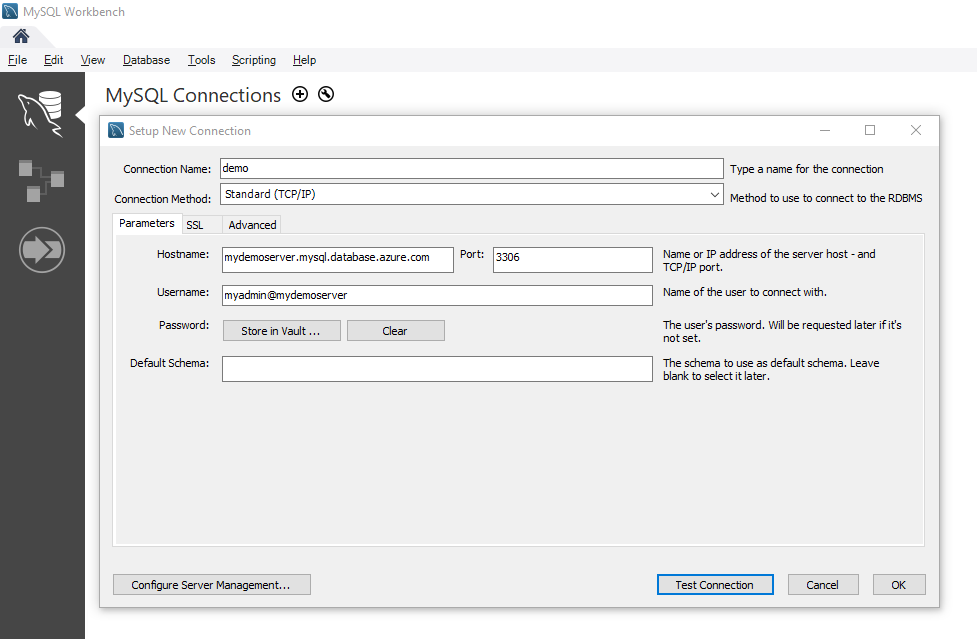 MySQL Workbench
File Edit View Database Tools Scripting Help
MySQL Connections
Setup New Connection
Connection Name: demo Type a name for the connection
Connection Method: Standard (TCP/IP) Method to use to connect to the RDBMS
Parameters SSL Advanced
Hostname: mydemoserver.mysql.database.azure.com Port: 3306 Name or IP address of the server host - and
TCP/IP port.
Username: myadmin@mydemoserver Name of the user to connect with.
Password: Store in Vault ... Clear The user's password. Will be requested later if it's
not set.
Default Schema: The schema to use as default schema. Leave
blank to select it later.
Configure Server Management... Test Connection Cancel OK